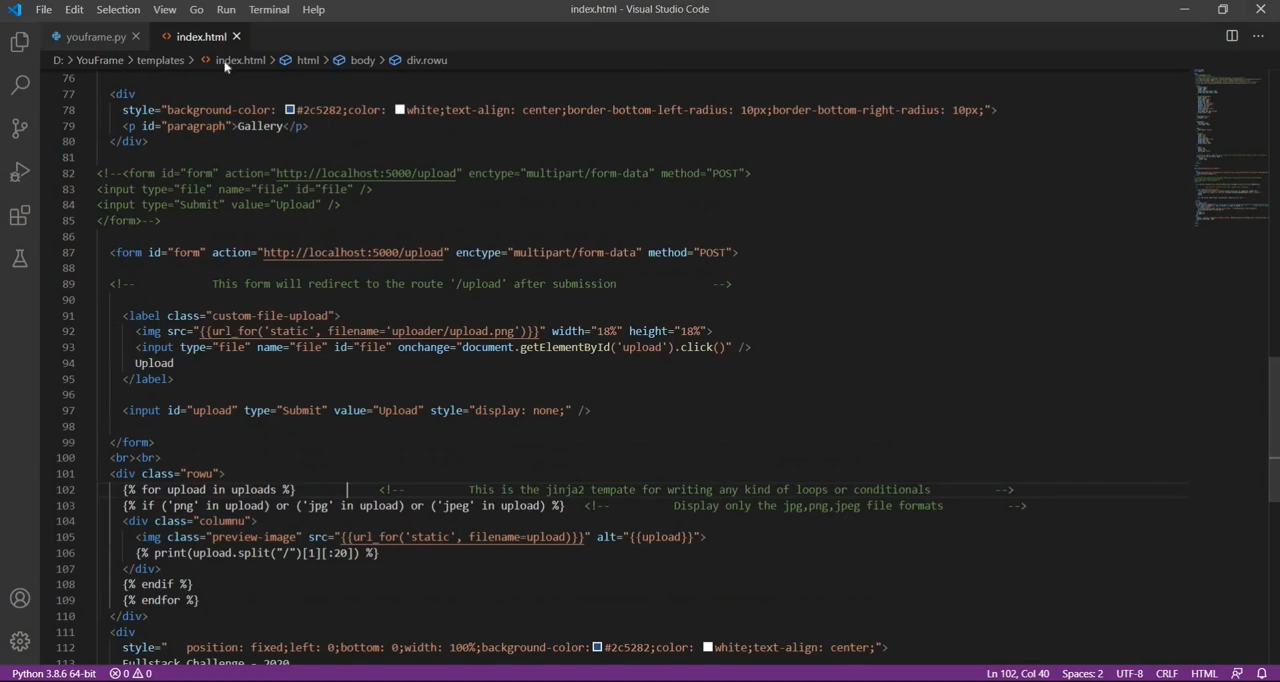 File Edit Selection View Go Run Terminal Help index.html - Visual Studio Code
youframe.py index.html
D: > YouFrame > templates > index.html > html > body > div.rowu
76
77 <div
78 style="background-color: #2c5282;color: white;text-align: center;border-bottom-left-radius: 10px;border-bottom-right-radius: 10px;">
79 <p id="paragraph">Gallery</p>
80 </div>
81
82 <!--<form id="form" action="http://localhost:5000/upload" enctype="multipart/form-data" method="POST">
83 <input type="file" name="file" id="file" />
84 <input type="Submit" value="Upload" />
85 </form>-->
86
87 <form id="form" action="http://localhost:5000/upload" enctype="multipart/form-data" method="POST">
88
89 <!-- This form will redirect to the route '/upload' after submission -->
90
91 <label class="custom-file-upload">
92 <img src="{{url_for('static', filename='uploader/upload.png')}}" width="18%" height="18%">
93 <input type="file" name="file" id="file" onchange="document.getElementById('upload').click()" />
94 Upload
95 </label>
96
97 <input id="upload" type="Submit" value="Upload" style="display: none;" />
98
99 </form>
100 <br><br>
101 <div class="rowu">
102 {% for upload in uploads %} <!-- This is the jinja2 tempate for writing any kind of loops or conditionals -->
103 {% if ('png' in upload) or ('jpg' in upload) or ('jpeg' in upload) %} <!-- Display only the jpg,png,jpeg file formats -->
104 <div class="columnu">
105 <img class="preview-image" src="{{url_for('static', filename=upload)}}" alt="{{upload}}">
106 {% print(upload.split("/")[1][:20]) %}
107 </div>
108 {% endif %}
109 {% endfor %}
110 </div>
111 <div
112 style=" position: fixed;left: 0;bottom: 0;width: 100%;background-color: #2c5282;color: white;text-align: center;">
113 Fullstack Challenge - 2020
Python 3.8.6 64-bit 0 0 Ln 102, Col 40 Spaces: 2 UTF-8 CRLF HTML